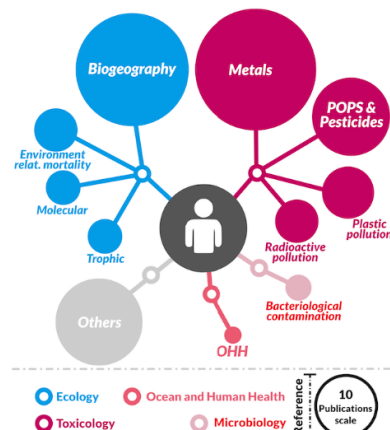 Biogeography
Metals
POPS &
Pesticides
Environment
relat. mortality
Molecular
Trophic
Plastic
pollution
Radioactive
pollution
Bacteriological
contamination
Others
OHH
Ecology
Ocean and Human Health
Toxicology
Microbiology
Reference
10
Publications
scale